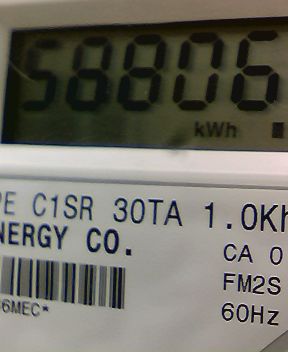 58806
kWh
PE C1SR 30TA 1.0Kh
NERGY CO.
CA 0
FM2S
60Hz
6MEC*